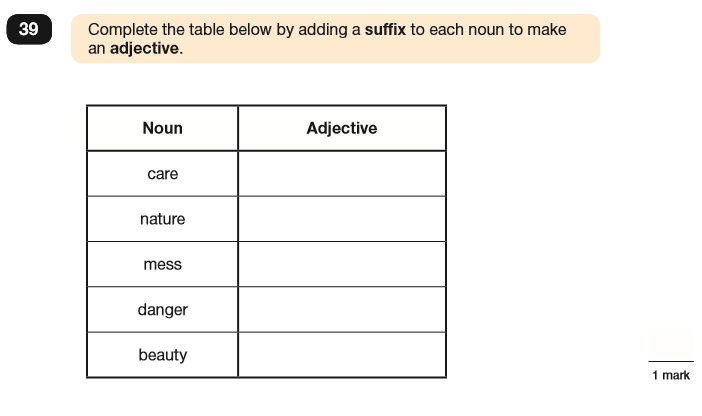 39
Complete the table below by adding a suffix to each noun to make
an adjective.
Noun Adjective
care
nature
mess
danger
beauty
1 mark